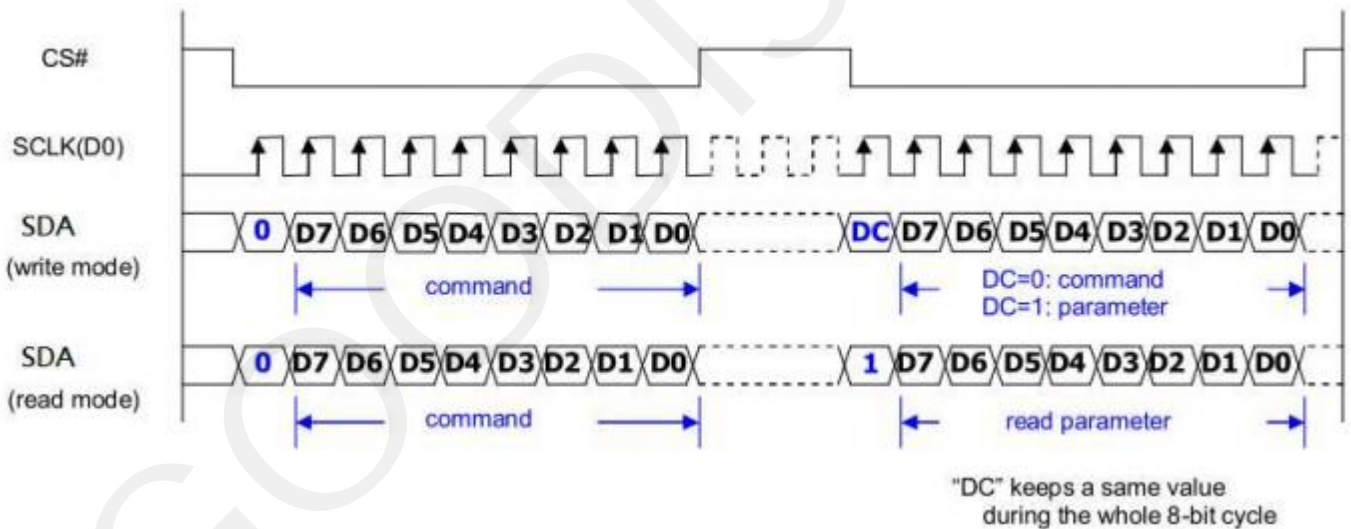 CS#
SCLK(D0)
SDA
(write mode)
0 D7 D6 D5 D4 D3 D2 D1 D0
DC D7 D6 D5 D4 D3 D2 D1 D0
command
DC=0: command
DC=1: parameter
SDA
(read mode)
0 D7 D6 D5 D4 D3 D2 D1 D0
1 D7 D6 D5 D4 D3 D2 D1 D0
command
read parameter
"DC" keeps a same value
during the whole 8-bit cycle